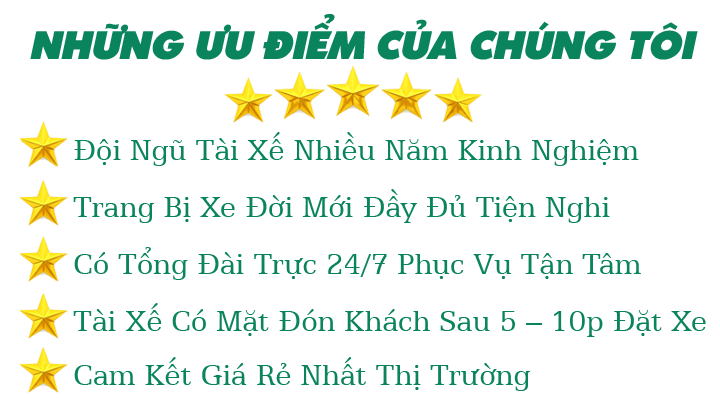 NHỮNG ƯU ĐIỂM CỦA CHÚNG TÔI
Đội Ngũ Tài Xế Nhiều Năm Kinh Nghiệm
Trang Bị Xe Đời Mới Đầy Đủ Tiện Nghi
Có Tổng Đài Trực 24/7 Phục Vụ Tận Tâm
Tài Xế Có Mặt Đón Khách Sau 5 – 10p Đặt Xe
Cam Kết Giá Rẻ Nhất Thị Trường